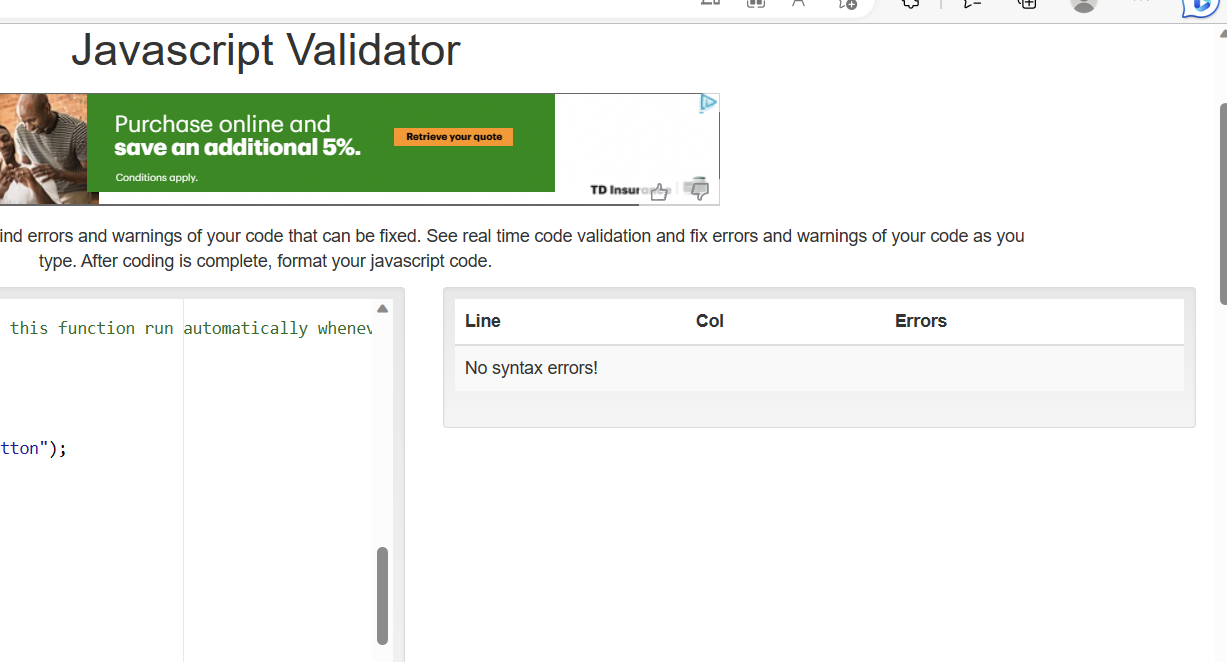 Javascript Validator
Purchase online and
save an additional 5%.
Retrieve your quote
Conditions apply.
TD
ind errors and warnings of your code that can be fixed. See real time code validation and fix errors and warnings of your code as you
type. After coding is complete, format your javascript code.
this function run automatically whenev
tton");
Line Col Errors
No syntax errors!